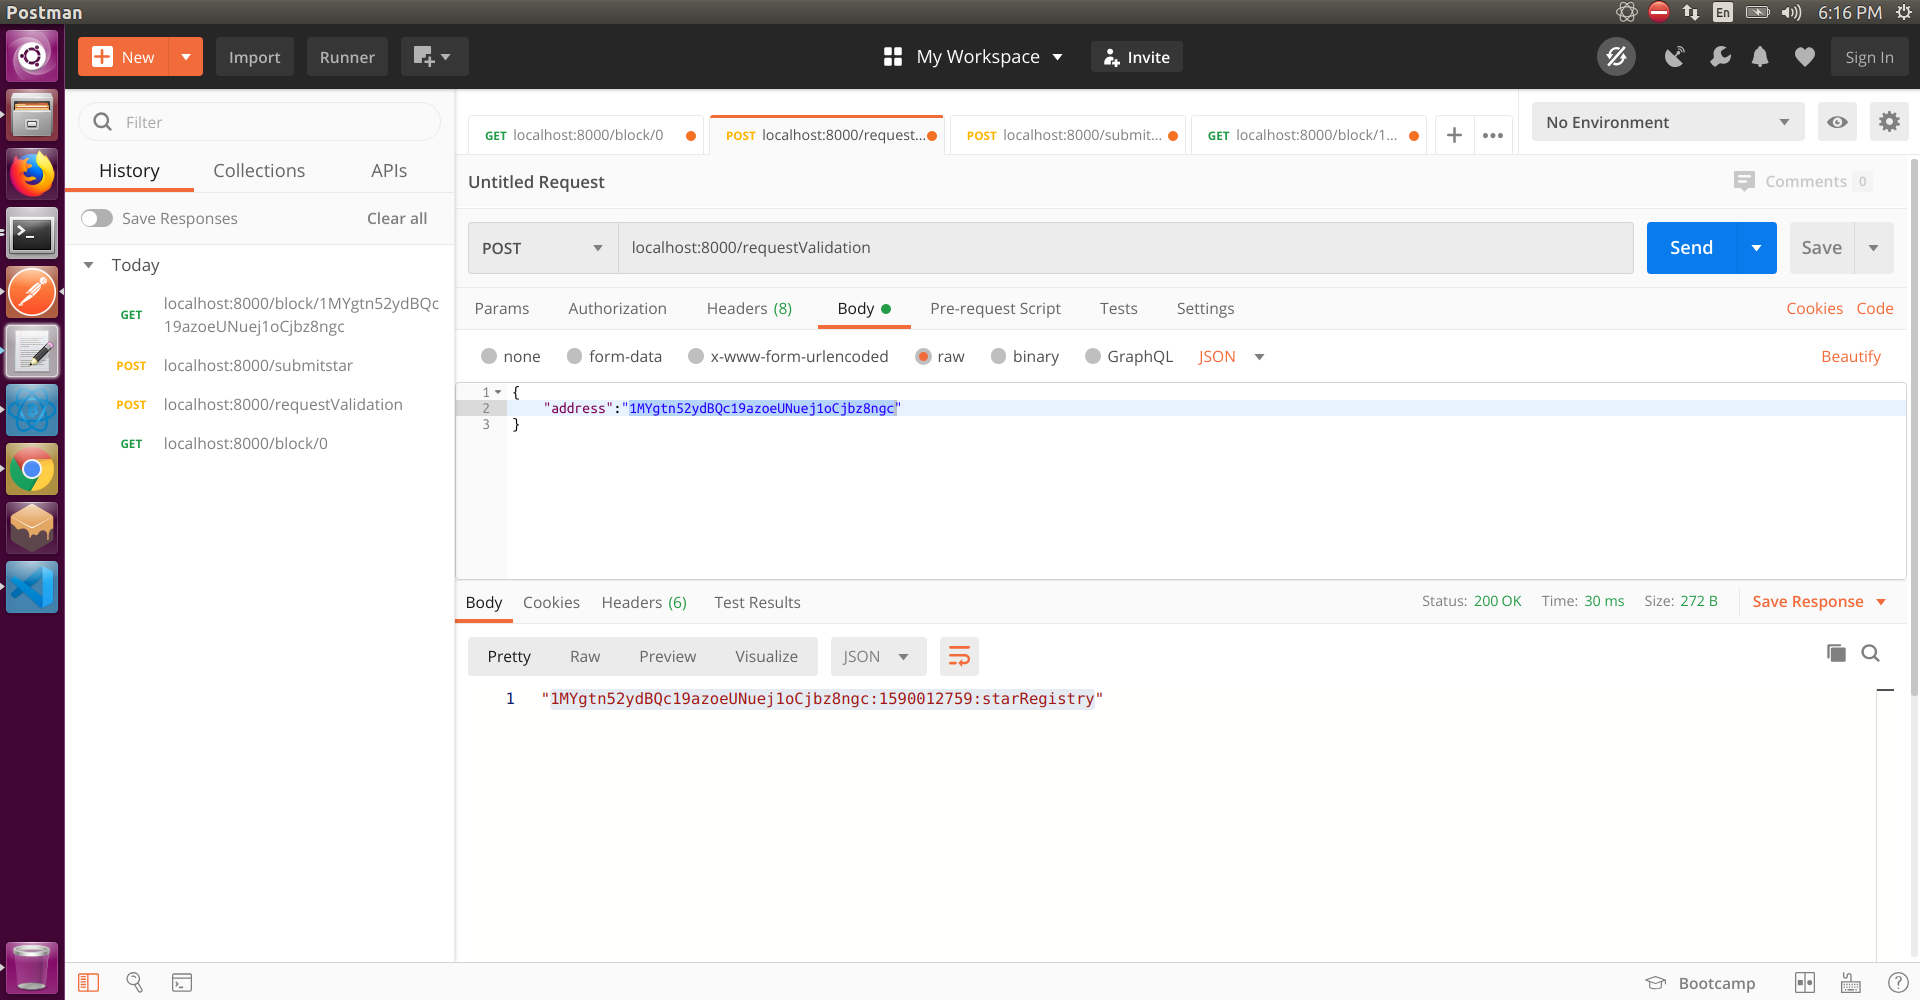 Postman
En
6:16 PM
New
Import
Runner
My Workspace
Invite
Sign In
Filter
History
Collections
APIs
Save Responses
Clear all
Today
GET
localhost:8000/block/1MYgtn52ydBQc
19azoeUNuej1oCjbz8ngc
POST
localhost:8000/submitstar
POST
localhost:8000/requestValidation
GET
localhost:8000/block/0
GET localhost:8000/block/0
POST localhost:8000/request...
POST localhost:8000/submit...
GET localhost:8000/block/1...
No Environment
Untitled Request
Comments 0
POST
localhost:8000/requestValidation
Send
Save
Params
Authorization
Headers (8)
Body
Pre-request Script
Tests
Settings
Cookies
Code
none
form-data
x-www-form-urlencoded
raw
binary
GraphQL
JSON
Beautify
1 {
2 "address":"1MYgtn52ydBQc19azoeUNuej1oCjbz8ngc"
3 }
Body
Cookies
Headers (6)
Test Results
Status: 200 OK
Time: 30 ms
Size: 272 B
Save Response
Pretty
Raw
Preview
Visualize
JSON
1 "1MYgtn52ydBQc19azoeUNuej1oCjbz8ngc:1590012759:starRegistry"
Bootcamp